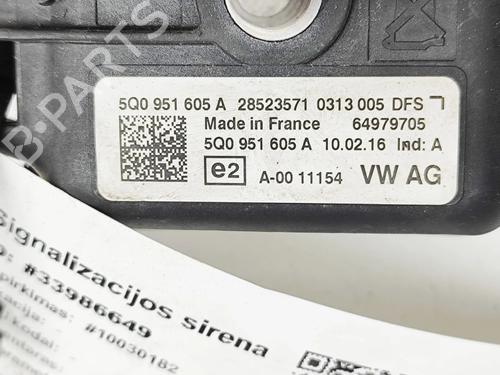 B-PARTS
5Q0 951 605 A 28523571 0313 005 DFS
Made in France 64979705
5Q0 951 605 A 10.02.16 Ind: A
e2 A-00 11154 VW AG
Signalizacijos sirena
#33986649
#10030182
kodai: